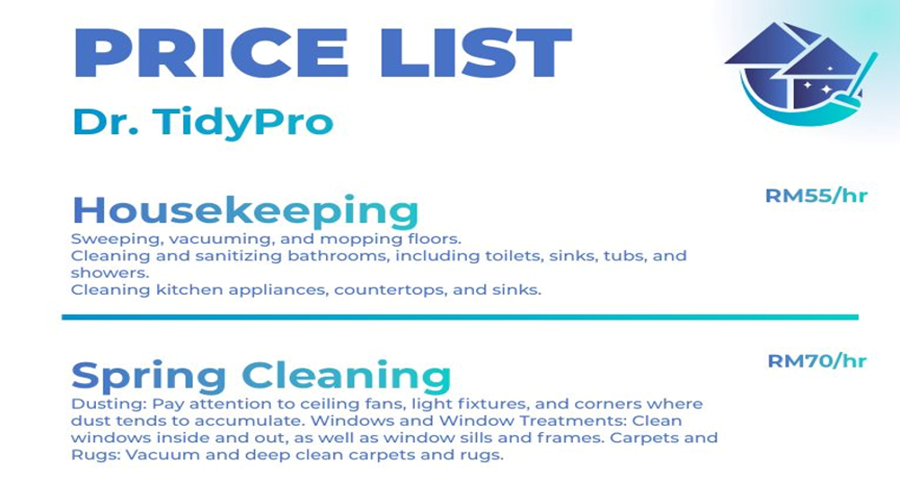 PRICE LIST
Dr. TidyPro
Housekeeping
RM55/hr
Sweeping, vacuuming, and mopping floors.
Cleaning and sanitizing bathrooms, including toilets, sinks, tubs, and
showers.
Cleaning kitchen appliances, countertops, and sinks.
Spring Cleaning
RM70/hr
Dusting: Pay attention to ceiling fans, light fixtures, and corners where
dust tends to accumulate. Windows and Window Treatments: Clean
windows inside and out, as well as window sills and frames. Carpets and
Rugs: Vacuum and deep clean carpets and rugs.